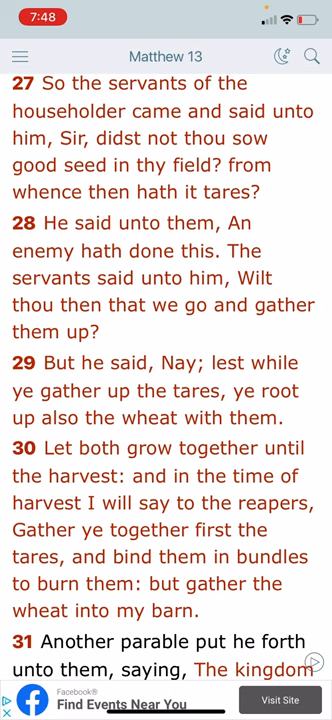 7:48
Matthew 13
27 So the servants of the
householder came and said unto
him, Sir, didst not thou sow
good seed in thy field? from
whence then hath it tares?
28 He said unto them, An
enemy hath done this. The
servants said unto him, Wilt
thou then that we go and gather
them up?
29 But he said, Nay; lest while
ye gather up the tares, ye root
up also the wheat with them.
30 Let both grow together until
the harvest: and in the time of
harvest I will say to the reapers,
Gather ye together first the
tares, and bind them in bundles
to burn them: but gather the
wheat into my barn.
31 Another parable put he forth
unto them, saying, The kingdom
Facebook®
Find Events Near You
Visit Site